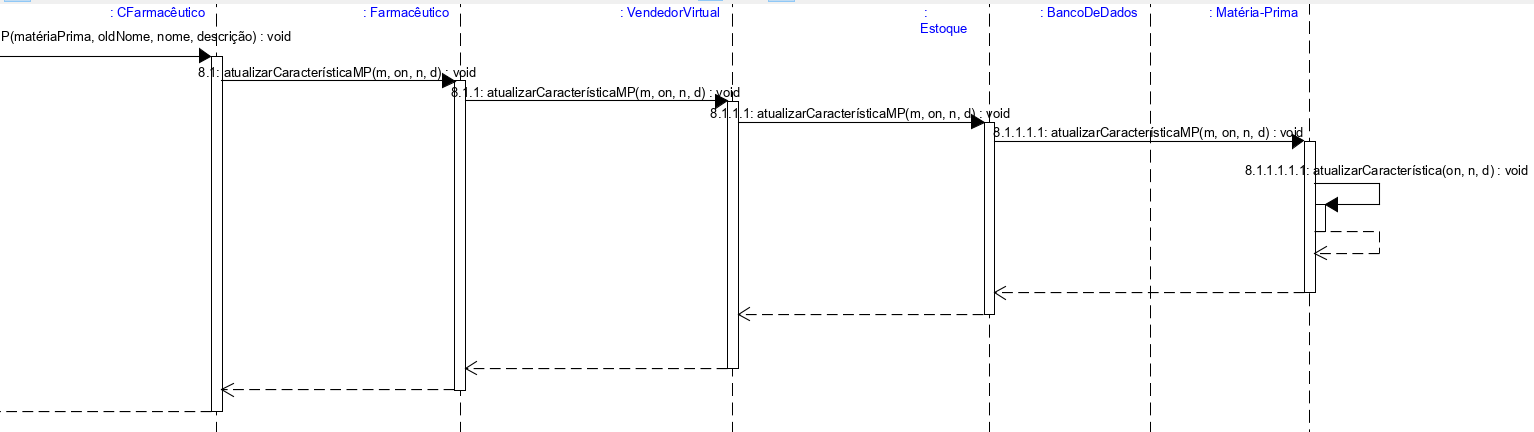 : CFarmacêutico
: Farmacêutico
: VendedorVirtual
:
Estoque
: BancoDeDados
: Matéria-Prima
P(matériaPrima, oldNome, nome, descrição) : void
8.1: atualizarCaracterísticaMP(m, on, n, d) : void
8.1.1: atualizarCaracterísticaMP(m, on, n, d) : void
8.1.1.1: atualizarCaracterísticaMP(m, on, n, d) : void
8.1.1.1.1: atualizarCaracterísticaMP(m, on, n, d) : void
8.1.1.1.1.1: atualizarCaracterística(on, n, d) : void